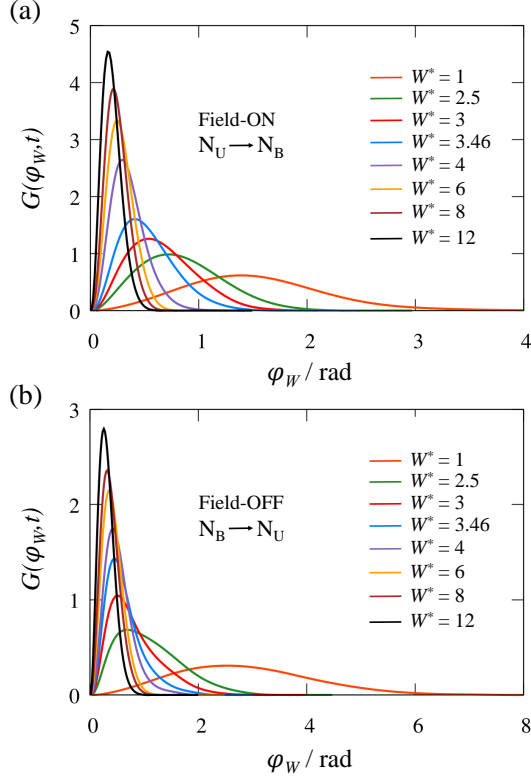 (a)
5
4
3
2
1
0
G(φW,t)
Field-ON
NU → NB
W* = 1
W* = 2.5
W* = 3
W* = 3.46
W* = 4
W* = 6
W* = 8
W* = 12
0 1 2 3 4
φW / rad
(b)
3
2
1
0
G(φW,t)
Field-OFF
NB → NU
W* = 1
W* = 2.5
W* = 3
W* = 3.46
W* = 4
W* = 6
W* = 8
W* = 12
0 2 4 6 8
φW / rad